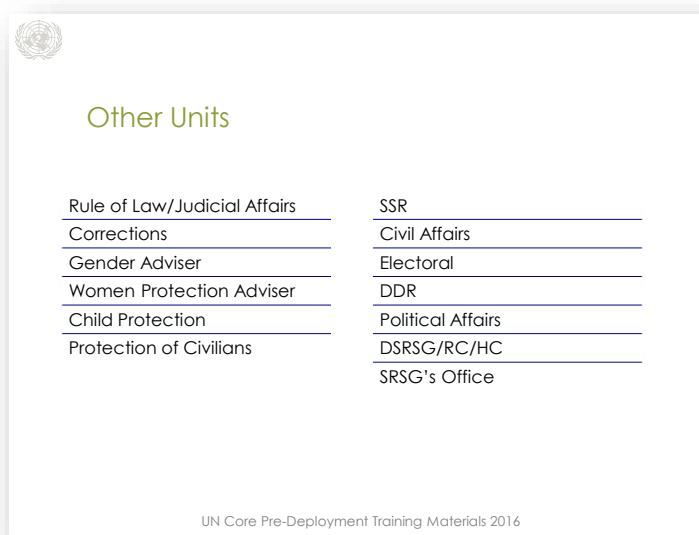 Other Units
Rule of Law/Judicial Affairs
Corrections
Gender Adviser
Women Protection Adviser
Child Protection
Protection of Civilians
SSR
Civil Affairs
Electoral
DDR
Political Affairs
DSRSG/RC/HC
SRSG’s Office
UN Core Pre-Deployment Training Materials 2016